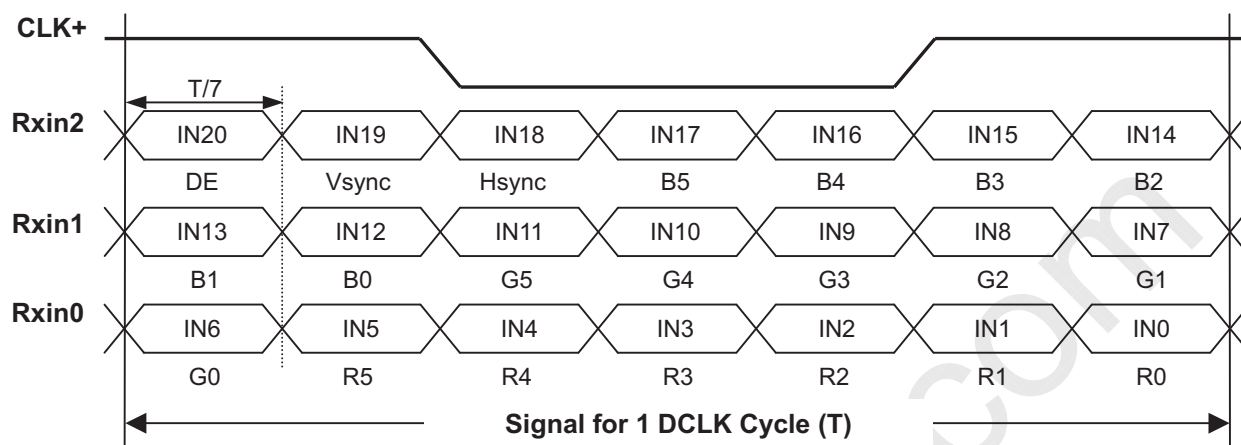 CLK+
T/7
Rxin2 IN20 IN19 IN18 IN17 IN16 IN15 IN14
DE Vsync Hsync B5 B4 B3 B2
Rxin1 IN13 IN12 IN11 IN10 IN9 IN8 IN7
B1 B0 G5 G4 G3 G2 G1
Rxin0 IN6 IN5 IN4 IN3 IN2 IN1 IN0
G0 R5 R4 R3 R2 R1 R0
Signal for 1 DCLK Cycle (T)
com